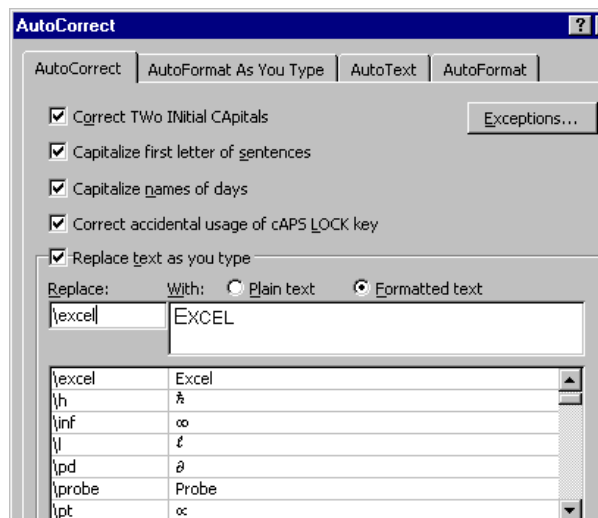 AutoCorrect ?
AutoCorrect AutoFormat As You Type AutoText AutoFormat
Correct TWo INitial CApitals Exceptions...
Capitalize first letter of sentences
Capitalize names of days
Correct accidental usage of cAPS LOCK key
Replace text as you type
Replace: With: Plain text Formatted text
\excel EXCEL
\excel Excel
\h ℏ
\inf ∞
\l ℓ
\pd ∂
\probe Probe
\pt ∝